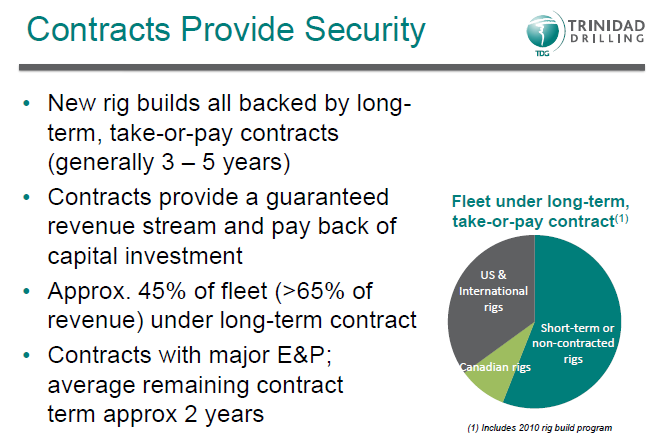 Contracts Provide Security
TRINIDAD
DRILLING
TDG
• New rig builds all backed by long-
term, take-or-pay contracts
(generally 3 – 5 years)
• Contracts provide a guaranteed
revenue stream and pay back of
capital investment
• Approx. 45% of fleet (>65% of
revenue) under long-term contract
• Contracts with major E&P;
average remaining contract
term approx 2 years
Fleet under long-term,
take-or-pay contract(1)
US &
International
rigs
Short-term or
non-contracted
rigs
Canadian rigs
(1) Includes 2010 rig build program